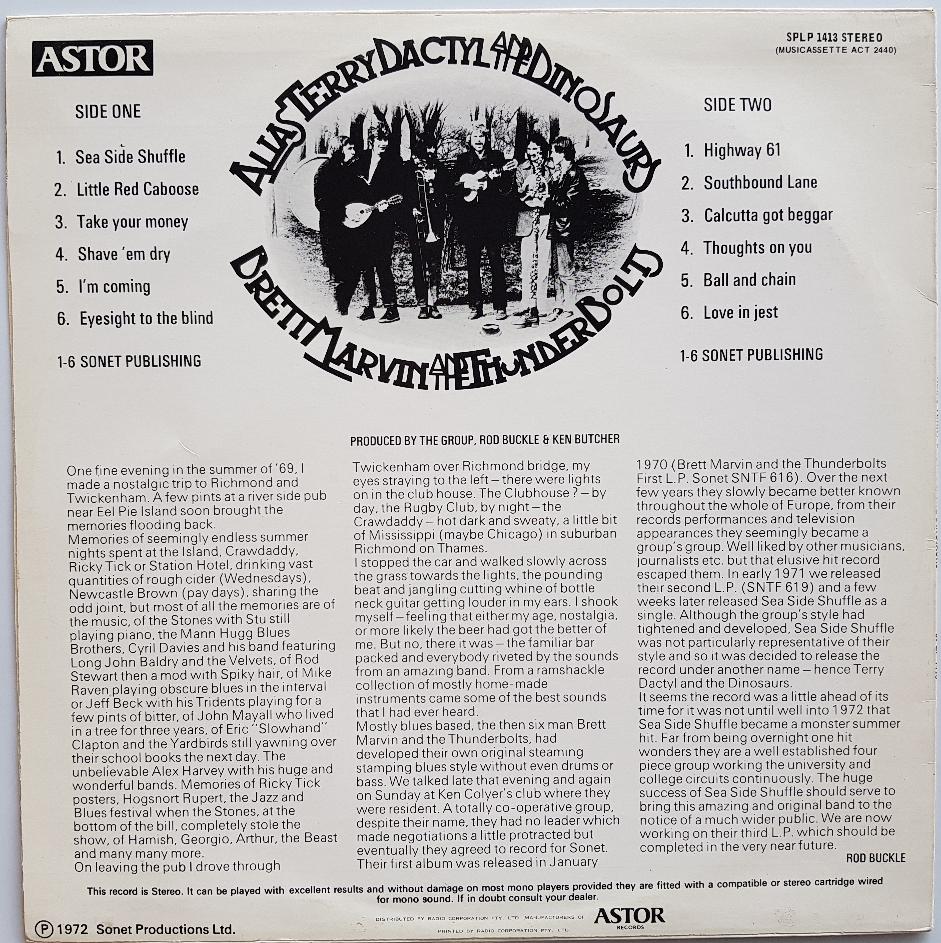 ASTOR
SPLP 1413 STEREO
(MUSICASSETTE ACT 2440)
ALIAS TERRY DACTYL AND THE DINOSAURS
BRETT MARVIN AND THE THUNDERBOLTS
SIDE ONE
1. Sea Side Shuffle
2. Little Red Caboose
3. Take your money
4. Shave 'em dry
5. I'm coming
6. Eyesight to the blind
1-6 SONET PUBLISHING
SIDE TWO
1. Highway 61
2. Southbound Lane
3. Calcutta got beggar
4. Thoughts on you
5. Ball and chain
6. Love in jest
1-6 SONET PUBLISHING
PRODUCED BY THE GROUP, ROD BUCKLE & KEN BUTCHER
One fine evening in the summer of '69, I
made a nostalgic trip to Richmond and
Twickenham. A few pints at a river side pub
near Eel Pie Island soon brought the
memories flooding back.
Memories of seemingly endless summer
nights spent at the Island, Crawdaddy,
Ricky Tick or Station Hotel, drinking vast
quantities of rough cider (Wednesdays),
Newcastle Brown (pay days), sharing the
odd joint, but most of all the memories are of
the music, of the Stones with Stu still
playing piano, the Mann Hugg Blues
Brothers, Cyril Davies and his band featuring
Long John Baldry and the Velvets, of Rod
Stewart then a mod with Spiky hair, of Mike
Raven playing obscure blues in the interval
or Jeff Beck with his Tridents playing for a
few pints of bitter, of John Mayall who lived
in a tree for three years, of Eric "Slowhand"
Clapton and the Yardbirds still yawning over
their school books the next day. The
unbelievable Alex Harvey with his huge and
wonderful bands. Memories of Ricky Tick
posters, Hogsnort Rupert, the Jazz and
Blues festival when the Stones, at the
bottom of the bill, completely stole the
show, of Hamish, Georgio, Arthur, the Beast
and many many more.
On leaving the pub I drove through
Twickenham over Richmond bridge, my
eyes straying to the left – there were lights
on in the club house. The Clubhouse? – by
day, the Rugby Club, by night – the
Crawdaddy – hot dark and sweaty, a little bit
of Mississippi (maybe Chicago) in suburban
Richmond on Thames.
I stopped the car and walked slowly across
the grass towards the lights, the pounding
beat and jangling cutting whine of bottle
neck guitar getting louder in my ears. I shook
myself – feeling that either my age, nostalgia,
or more likely the beer had got the better of
me. But no, there it was – the familiar bar
packed and everybody riveted by the sounds
from an amazing band. From a ramshackle
collection of mostly home-made
instruments came some of the best sounds
that I had ever heard.
Mostly blues based, the then six man Brett
Marvin and the Thunderbolts, had
developed their own original steaming
stamping blues style without even drums or
bass. We talked late that evening and again
on Sunday at Ken Colyer's club where they
were resident. A totally co-operative group,
despite their name, they had no leader which
made negotiations a little protracted but
eventually they agreed to record for Sonet.
Their first album was released in January
1970 (Brett Marvin and the Thunderbolts
First L.P. Sonet SNTF 616). Over the next
few years they slowly became better known
throughout the whole of Europe, from their
records performances and television
appearances they seemingly became a
group's group. Well liked by other musicians,
journalists etc. but that elusive hit record
escaped them. In early 1971 we released
their second L.P. (SNTF 619) and a few
weeks later released Sea Side Shuffle as a
single. Although the group's style had
tightened and developed, Sea Side Shuffle
was not particularly representative of their
style and so it was decided to release the
record under another name – hence Terry
Dactyl and the Dinosaurs.
I seems the record was a little ahead of its
time for it was not until well into 1972 that
Sea Side Shuffle became a monster summer
hit. Far from being overnight one hit
wonders they are a well established four
piece group working the university and
college circuits continuously. The huge
success of Sea Side Shuffle should serve to
bring this amazing and original band to the
notice of a much wider public. We are now
working on their third L.P. which should be
completed in the very near future.
ROD BUCKLE
This record is Stereo. It can be played with excellent results and without damage on most mono players provided they are fitted with a compatible or stereo cartridge wired
for mono sound. If in doubt consult your dealer.
DISTRIBUTED BY RADIO CORPORATION PTY. LTD. MANUFACTURERS OF
ASTOR
RECORDS
PRINTED BY RADIO CORPORATION PTY. LTD.
Ⓟ 1972 Sonet Productions Ltd.